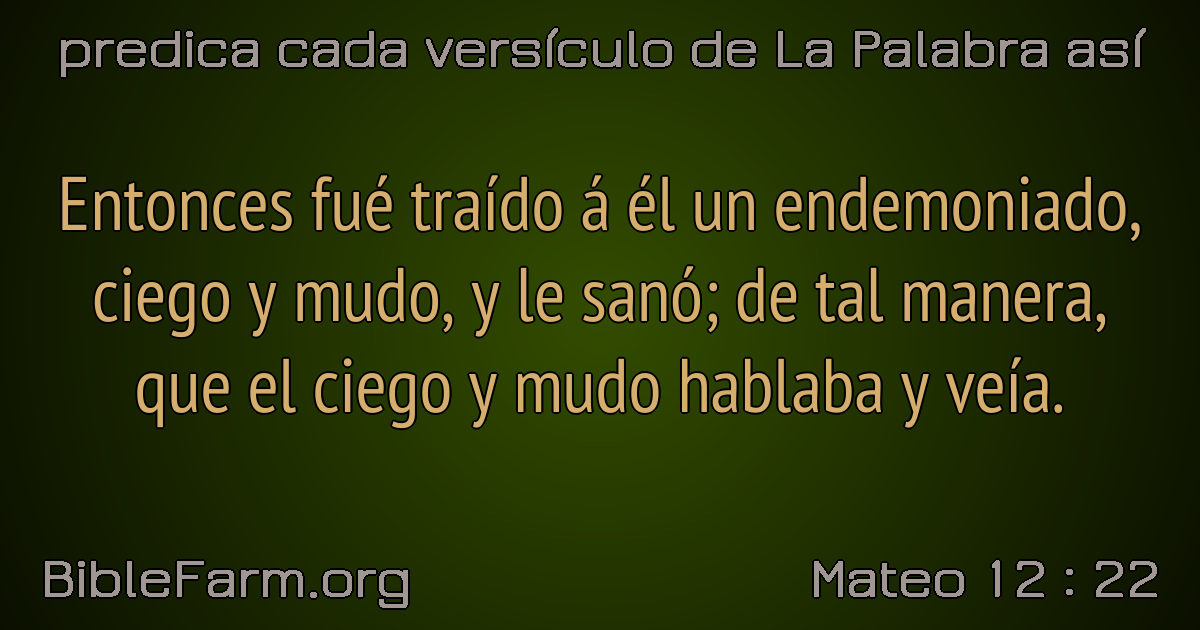 predica cada versículo de La Palabra así
Entonces fué traído á él un endemoniado,
ciego y mudo, y le sanó; de tal manera,
que el ciego y mudo hablaba y veía.
BibleFarm.org
Mateo 12 : 22